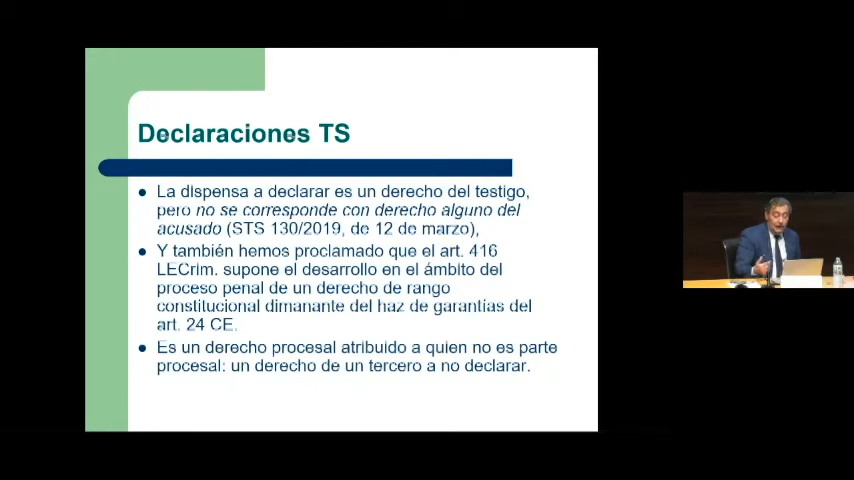 Declaraciones TS
● La dispensa a declarar es un derecho del testigo,
pero no se corresponde con derecho alguno del
acusado (STS 130/2019, de 12 de marzo),
● Y también hemos proclamado que el art. 416
LECrim. supone el desarrollo en el ámbito del
proceso penal de un derecho de rango
constitucional dimanante del haz de garantías del
art. 24 CE.
● Es un derecho procesal atribuido a quien no es parte
procesal: un derecho de un tercero a no declarar.